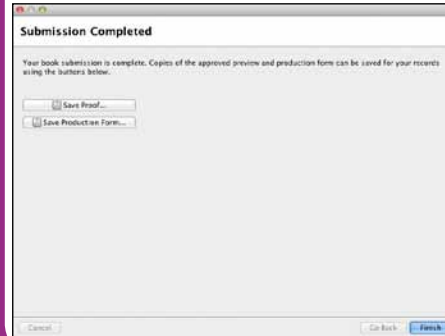 Submission Completed
Your book submission is complete. Copies of the approved preview and production form can be saved for your records
using the buttons below.
Save Proof...
Save Production Form...
Cancel
Go Back
Finish